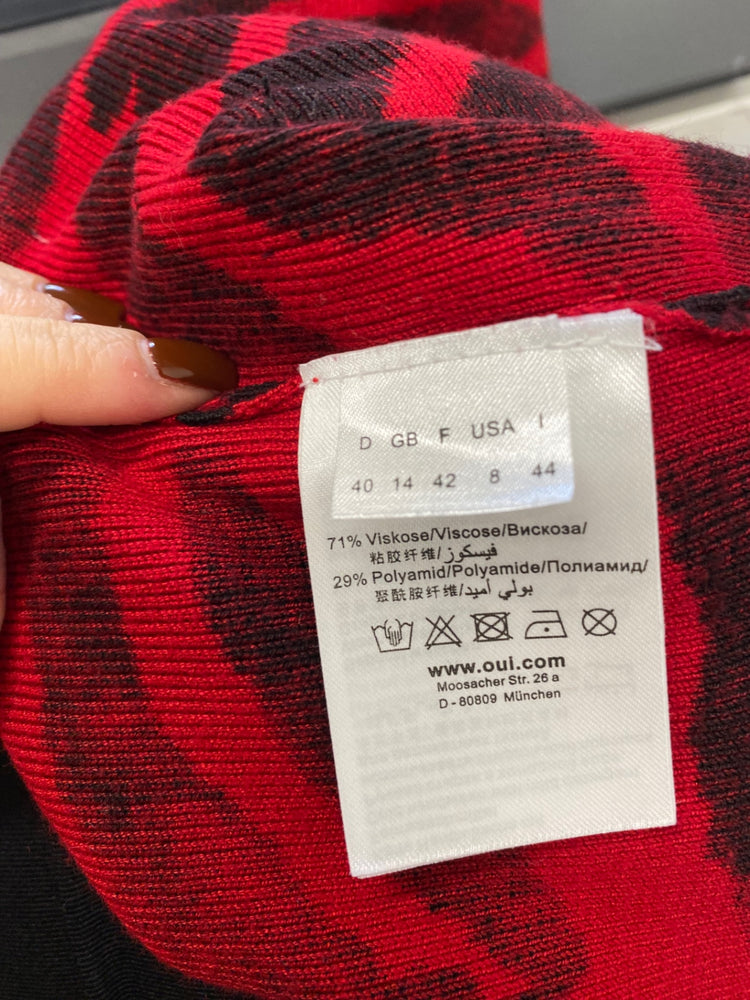 D GB F USA I
40 14 42 8 44
71% Viskose/Viscose/Вискоза/
粘胶纤维/فيسكوز/
29% Polyamid/Polyamide/Полиамид/
聚酰胺纤维/بولي أميد/
www.oui.com
Moosacher Str. 26 a
D - 80809 München